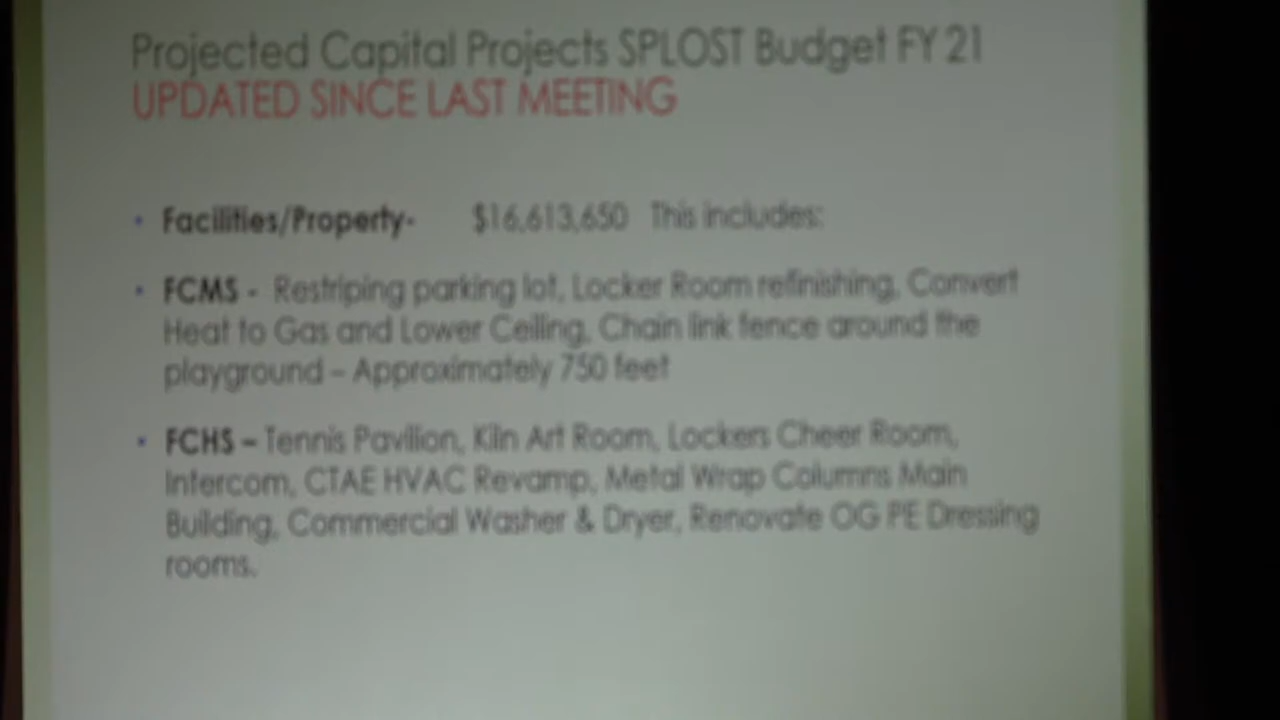 Projected Capital Projects SPLOST Budget FY 21
UPDATED SINCE LAST MEETING
• Facilities/Property- $16,613,650 This includes:
• FCMS - Restriping parking lot, Locker Room refinishing, Convert
Heat to Gas and Lower Ceiling, Chain link fence around the
playground – Approximately 750 feet
• FCHS – Tennis Pavilion, Kiln Art Room, Lockers Cheer Room,
Intercom, CTAE HVAC Revamp, Metal Wrap Columns Main
Building, Commercial Washer & Dryer, Renovate OG PE Dressing
rooms.